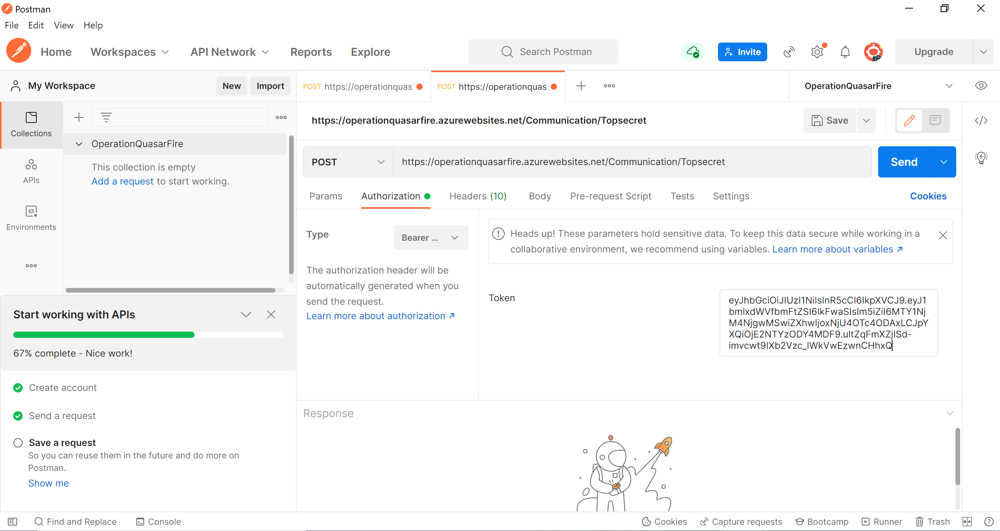 Postman
File Edit View Help
Home Workspaces API Network Reports Explore Search Postman Invite Upgrade
My Workspace New Import
POST https://operationquas POST https://operationquas OperationQuasarFire
Collections
APIs
Environments
OperationQuasarFire
This collection is empty
Add a request to start working.
https://operationquasarfire.azurewebsites.net/Communication/Topsecret Save
POST https://operationquasarfire.azurewebsites.net/Communication/Topsecret Send
Params Authorization Headers (10) Body Pre-request Script Tests Settings Cookies
Type Bearer ...
The authorization header will be
automatically generated when you
send the request.
Learn more about authorization
Heads up! These parameters hold sensitive data. To keep this data secure while working in a
collaborative environment, we recommend using variables. Learn more about variables
Token
eyJhbGciOiJIUzI1NiIsInR5cCI6IkpXVCJ9.eyJ1
bmlxdWVfbmFtZSI6IkFwaSIsIm5iZiI6MTY1Nj
M4NjgwMSwiZXhwIjoxNjU4OTc4ODAxLCJpY
XQiOjE2NTYzODY4MDF9.ultZqFmXZjlSd-
imvcwt9IXb2Vzc_lWkVwEzwnCHhxQ
Start working with APIs
67% complete - Nice work!
Create account
Send a request
Save a request
So you can reuse them in the future and do more on
Postman.
Show me
Response
Find and Replace Console Cookies Capture requests Bootcamp Runner Trash